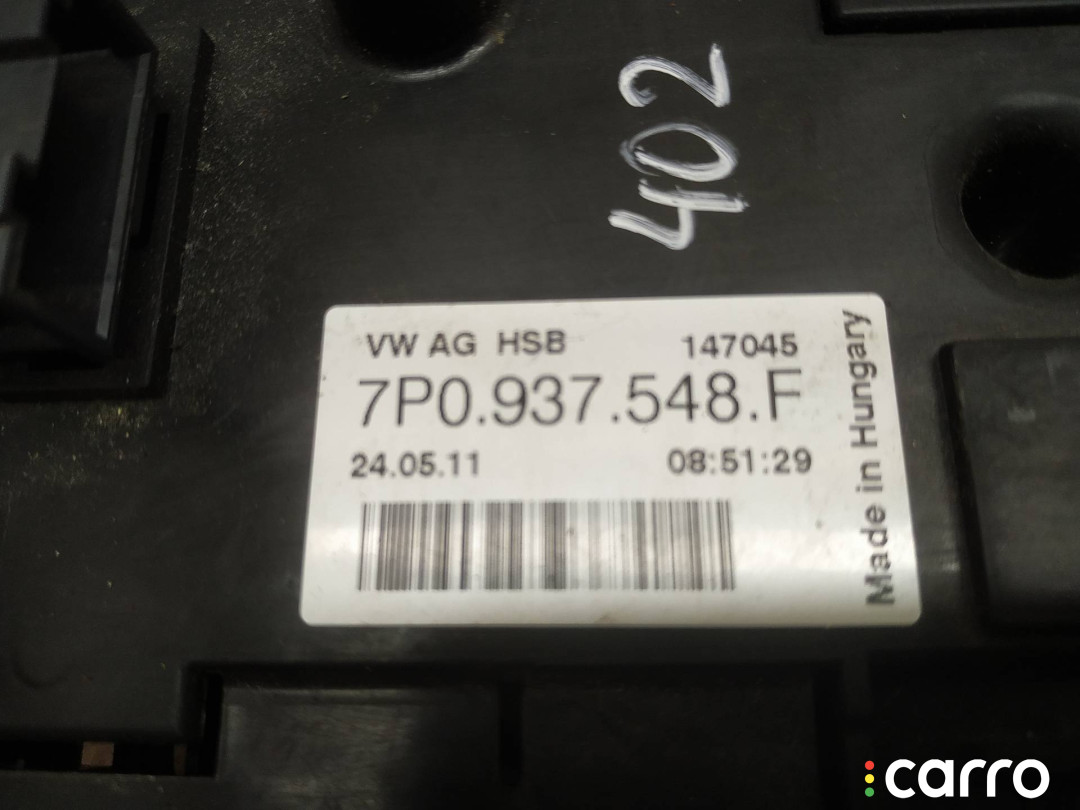 402
VW AG HSB 147045
7P0.937.548.F
24.05.11 08:51:29
Made in Hungary
carro